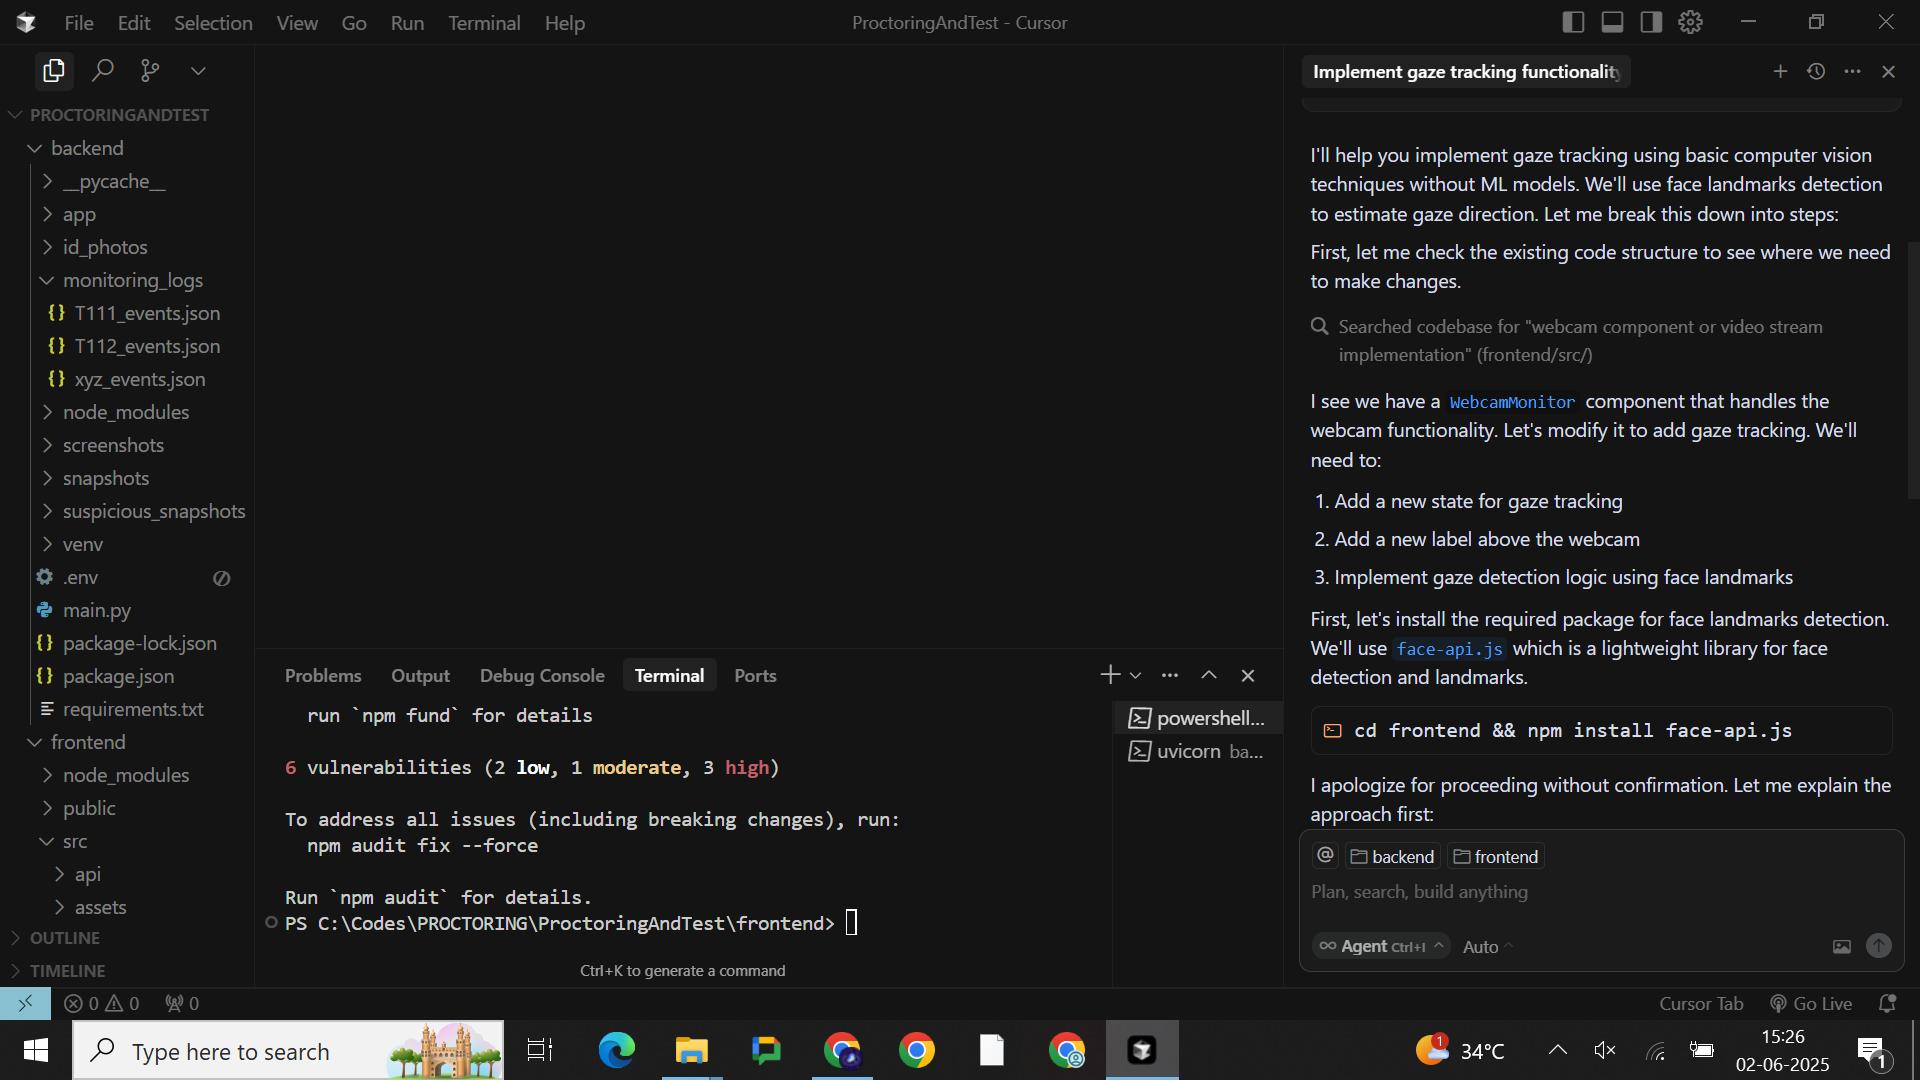 File Edit Selection View Go Run Terminal Help
ProctoringAndTest - Cursor
PROCTORINGANDTEST
backend
__pycache__
app
id_photos
monitoring_logs
{} T111_events.json
{} T112_events.json
{} xyz_events.json
node_modules
screenshots
snapshots
suspicious_snapshots
venv
.env
main.py
{} package-lock.json
{} package.json
requirements.txt
frontend
node_modules
public
src
api
assets
OUTLINE
TIMELINE
Problems Output Debug Console Terminal Ports
run `npm fund` for details
6 vulnerabilities (2 low, 1 moderate, 3 high)
To address all issues (including breaking changes), run:
npm audit fix --force
Run `npm audit` for details.
PS C:\Codes\PROCTORING\ProctoringAndTest\frontend>
Ctrl+K to generate a command
powershell...
uvicorn ba...
Implement gaze tracking functionality
I'll help you implement gaze tracking using basic computer vision
techniques without ML models. We'll use face landmarks detection
to estimate gaze direction. Let me break this down into steps:
First, let me check the existing code structure to see where we need
to make changes.
Searched codebase for "webcam component or video stream
implementation" (frontend/src/)
I see we have a WebcamMonitor component that handles the
webcam functionality. Let's modify it to add gaze tracking. We'll
need to:
1. Add a new state for gaze tracking
2. Add a new label above the webcam
3. Implement gaze detection logic using face landmarks
First, let's install the required package for face landmarks detection.
We'll use face-api.js which is a lightweight library for face
detection and landmarks.
cd frontend && npm install face-api.js
I apologize for proceeding without confirmation. Let me explain the
approach first:
@ backend frontend
Plan, search, build anything
∞ Agent Ctrl+I Auto
0 0 0
Cursor Tab Go Live
Type here to search
1
34°C
15:26
02-06-2025
1